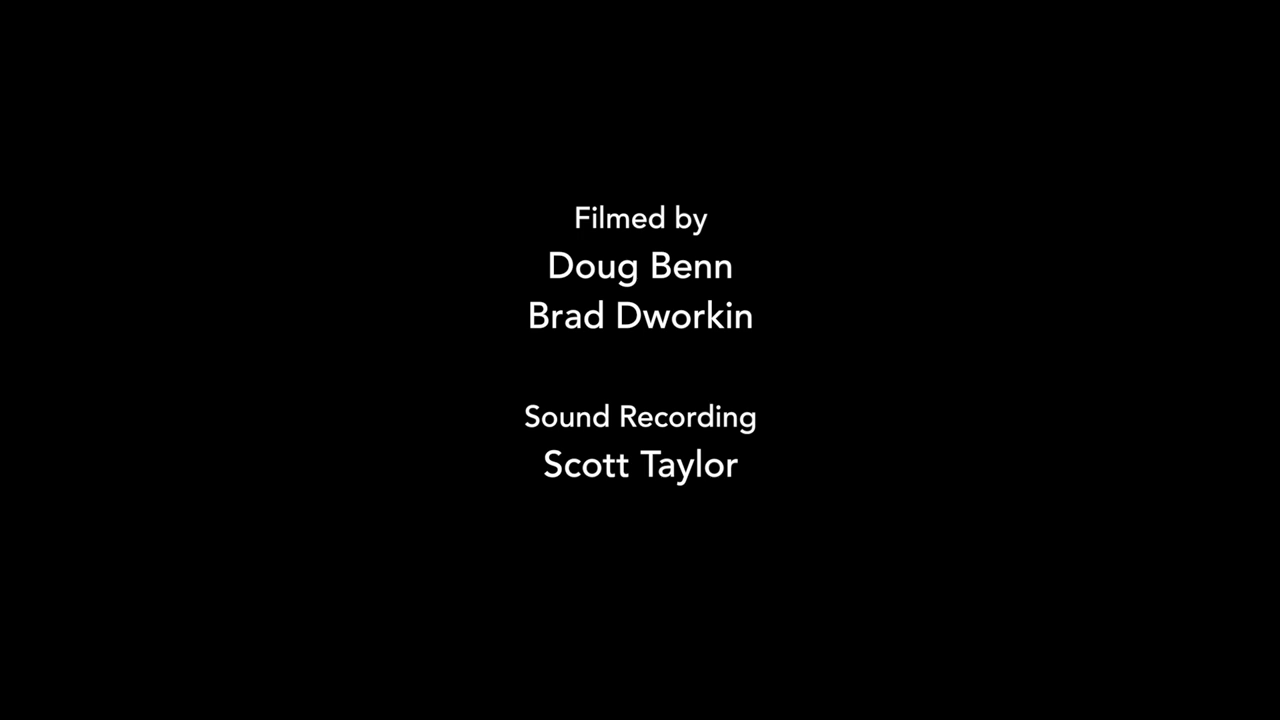 Filmed by
Doug Benn
Brad Dworkin
Sound Recording
Scott Taylor